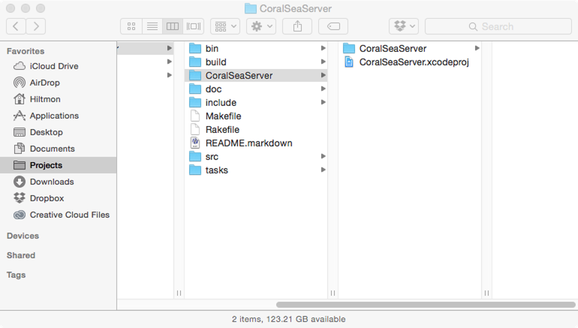 CoralSeaServer
Search
Favorites
iCloud Drive
AirDrop
Hiltmon
Applications
Desktop
Documents
Projects
Downloads
Dropbox
Creative Cloud Files
Devices
Shared
Tags
bin
build
CoralSeaServer
doc
include
Makefile
Rakefile
README.markdown
src
tasks
CoralSeaServer
CoralSeaServer.xcodeproj
2 items, 123.21 GB available